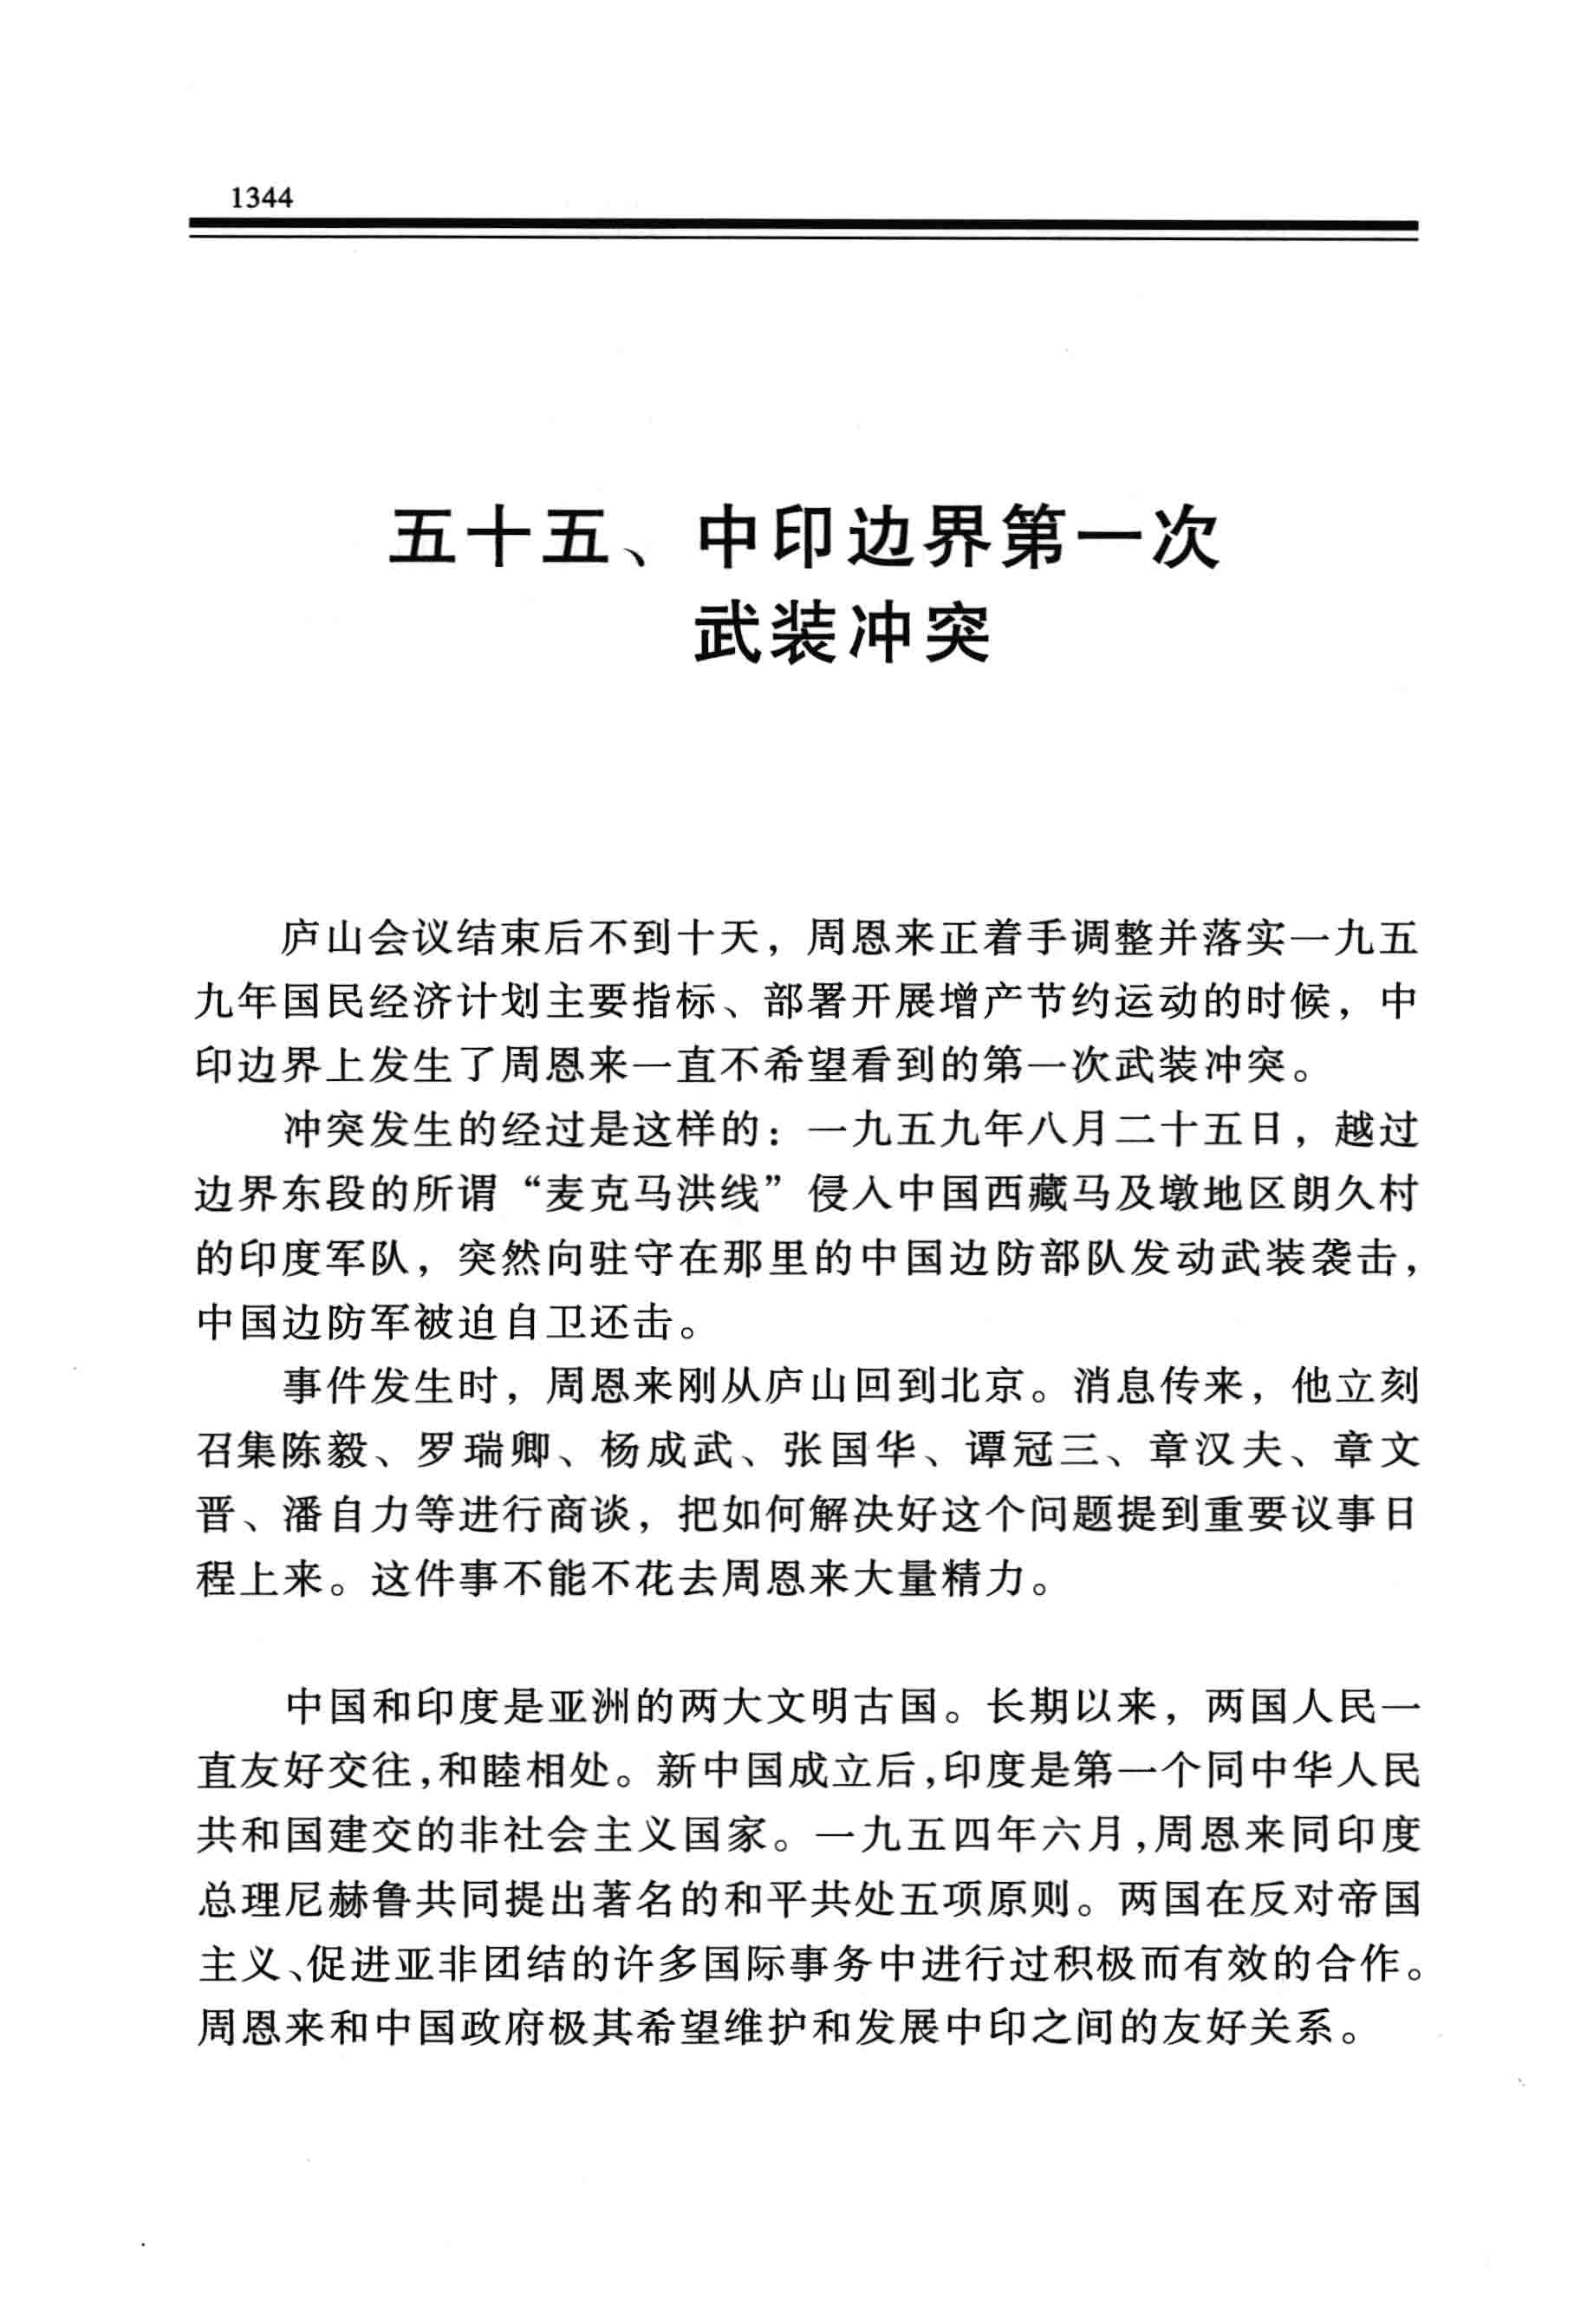 1344
五十五、中印边界第一次
武装冲突
庐山会议结束后不到十天，周恩来正着手调整并落实一九五
九年国民经济计划主要指标、部署开展增产节约运动的时候，中
印边界上发生了周恩来一直不希望看到的第一次武装冲突。
冲突发生的经过是这样的：一九五九年八月二十五日，越过
边界东段的所谓“麦克马洪线”侵入中国西藏马及墩地区朗久村
的印度军队，突然向驻守在那里的中国边防部队发动武装袭击，
中国边防军被迫自卫还击。
事件发生时，周恩来刚从庐山回到北京。消息传来，他立刻
召集陈毅、罗瑞卿、杨成武、张国华、谭冠三、章汉夫、章文
晋、潘自力等进行商谈，把如何解决好这个问题提到重要议事日
程上来。这件事不能不花去周恩来大量精力。
中国和印度是亚洲的两大文明古国。长期以来，两国人民一
直友好交往，和睦相处。新中国成立后，印度是第一个同中华人民
共和国建交的非社会主义国家。一九五四年六月，周恩来同印度
总理尼赫鲁共同提出著名的和平共处五项原则。两国在反对帝国
主义、促进亚非团结的许多国际事务中进行过积极而有效的合作。
周恩来和中国政府极其希望维护和发展中印之间的友好关系。